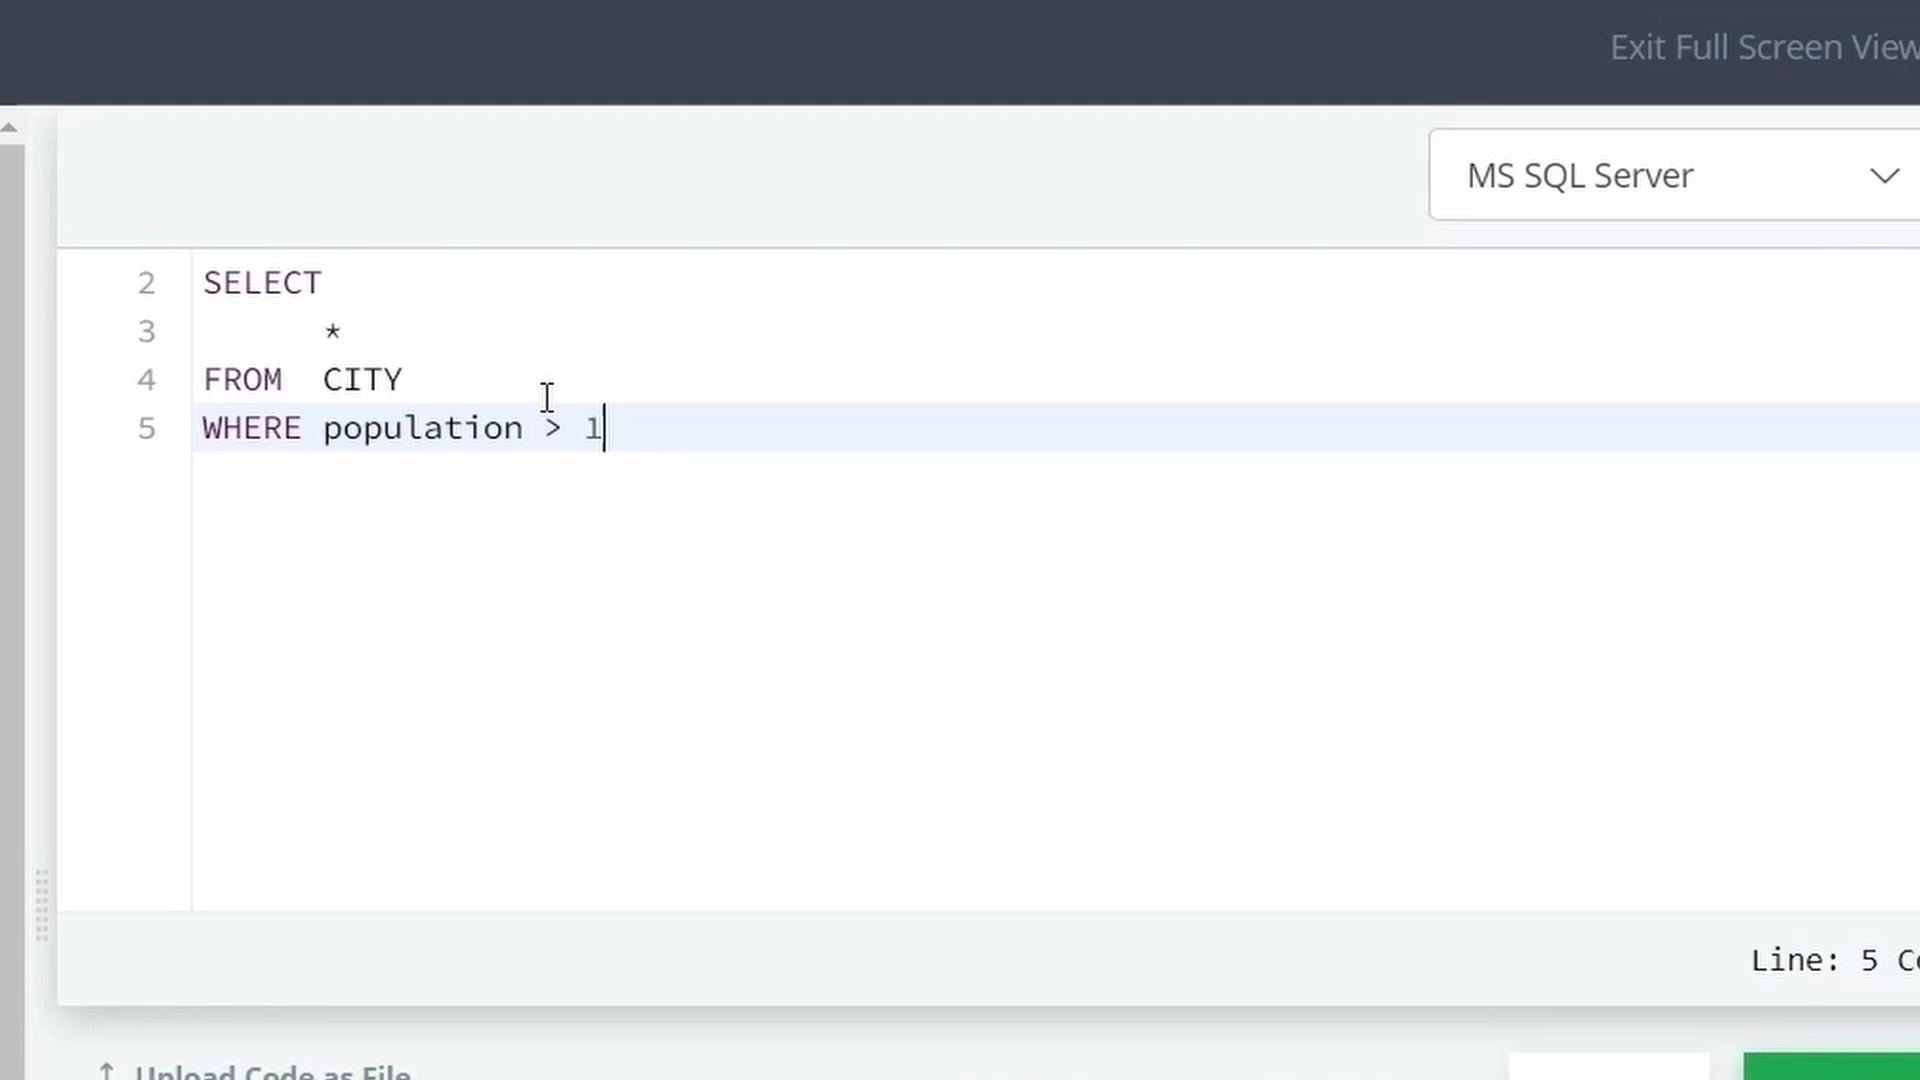 Exit Full Screen View
MS SQL Server
2 SELECT
3 *
4 FROM CITY
5 WHERE population > 1
Line: 5 Co
Upload Code as File